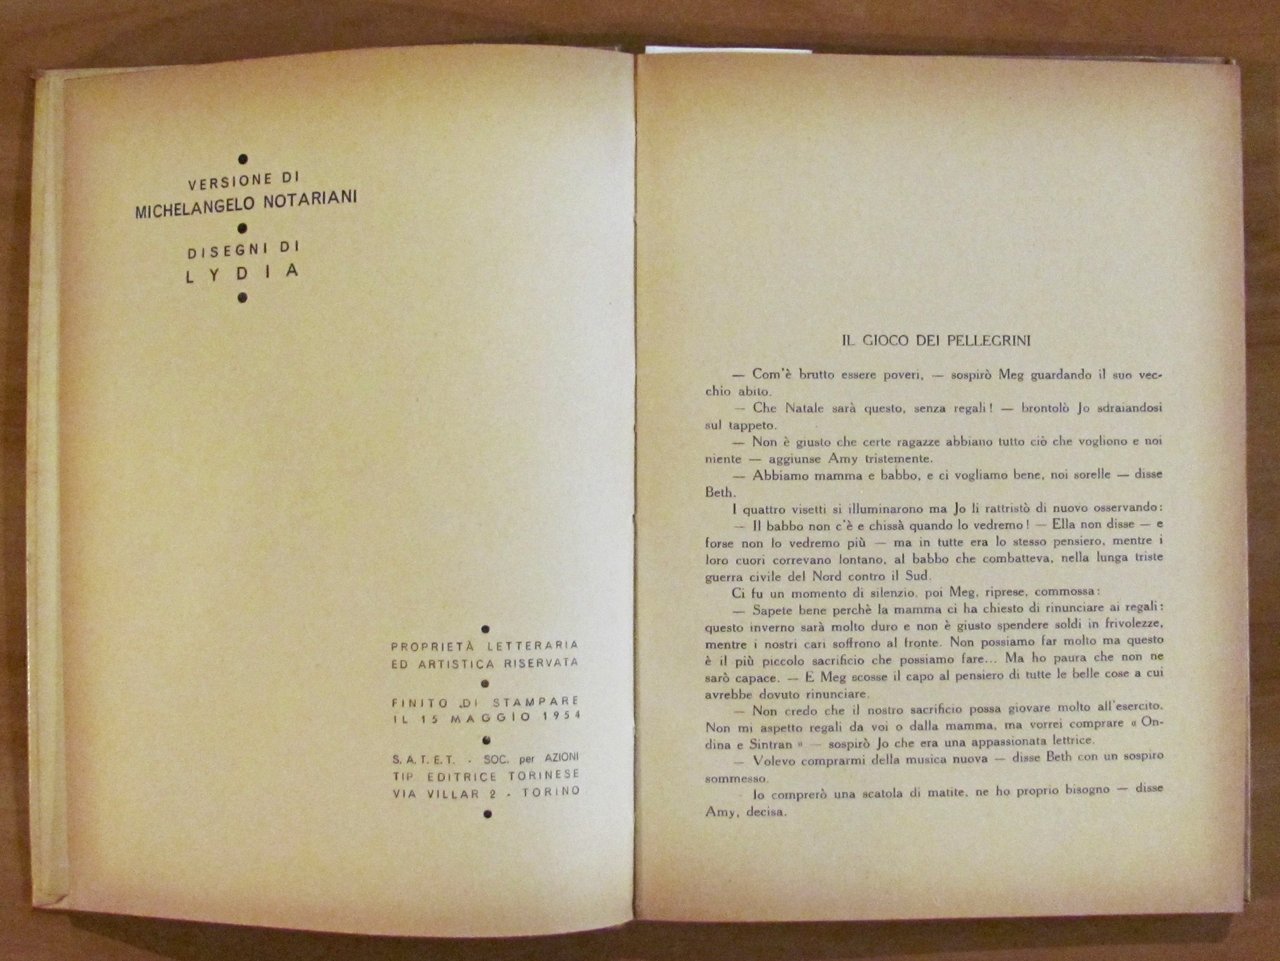 VERSIONE DI
MICHELANGELO NOTARIANI
DISEGNI DI
LYDIA
PROPRIETÀ LETTERARIA
ED ARTISTICA RISERVATA
FINITO DI STAMPARE
IL 15 MAGGIO 1954
S.A.T.E.T. - SOC. per AZIONI
TIP EDITRICE TORINESE
VIA VILLAR 2 - TORINO
IL GIOCO DEI PELLEGRINI
— Com'è brutto essere poveri, — sospirò Meg guardando il suo vec-
chio abito.
— Che Natale sarà questo, senza regali! — brontolò Jo sdraiandosi
sul tappeto.
— Non è giusto che certe ragazze abbiano tutto ciò che vogliono e noi
niente — aggiunse Amy tristemente.
— Abbiamo mamma e babbo, e ci vogliamo bene, noi sorelle — disse
Beth.
I quattro visetti si illuminarono ma Jo li rattristò di nuovo osservando:
— Il babbo non c'è e chissà quando lo vedremo! — Ella non disse — e
forse non lo vedremo più — ma in tutte era lo stesso pensiero, mentre i
loro cuori correvano lontano, al babbo che combatteva, nella lunga triste
guerra civile del Nord contro il Sud.
Ci fu un momento di silenzio, poi Meg, riprese, commossa:
— Sapete bene perchè la mamma ci ha chiesto di rinunciare ai regali:
questo inverno sarà molto duro e non è giusto spendere soldi in frivolezze,
mentre i nostri cari soffrono al fronte. Non possiamo far molto ma questo
è il più piccolo sacrificio che possiamo fare... Ma ho paura che non ne
sarò capace. — E Meg scosse il capo al pensiero di tutte le belle cose a cui
avrebbe dovuto rinunciare.
— Non credo che il nostro sacrificio possa giovare molto all'esercito.
Non mi aspetto regali da voi o dalla mamma, ma vorrei comprare « On-
dina e Sintran » — sospirò Jo che era una appassionata lettrice.
— Volevo comprarmi della musica nuova — disse Beth con un sospiro
sommesso.
Io comprerò una scatola di matite, ne ho proprio bisogno — disse
Amy, decisa.